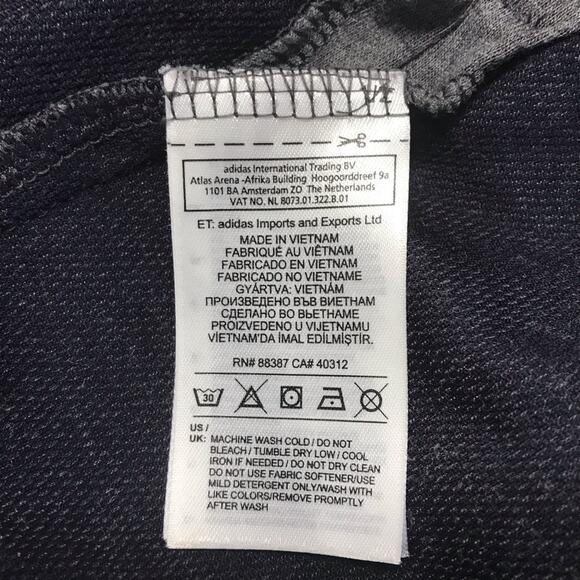 adidas International Trading BV
Atlas Arena -Afrika Building Hoogoorddreef 9a
1101 BA Amsterdam ZO The Netherlands
VAT NO. NL 8073.01.322.B.01
ET: adidas Imports and Exports Ltd
MADE IN VIETNAM
FABRIQUÉ AU VIÊTNAM
FABRICADO EN VIETNAM
FABRICADO NO VIETNAME
GYÁRTVA: VIETNÁM
ПРОИЗВЕДЕНО ВЪВ ВИЕТНАМ
СДЕЛАНО ВО ВЬЕТНАМЕ
PROIZVEDENO U VIJETNAMU
VİETNAM'DA İMAL EDİLMİŞTİR.
RN# 88387 CA# 40312
30
US /
UK: MACHINE WASH COLD / DO NOT
BLEACH / TUMBLE DRY LOW / COOL
IRON IF NEEDED / DO NOT DRY CLEAN
DO NOT USE FABRIC SOFTENER/USE
MILD DETERGENT ONLY/WASH WITH
LIKE COLORS/REMOVE PROMPTLY
AFTER WASH